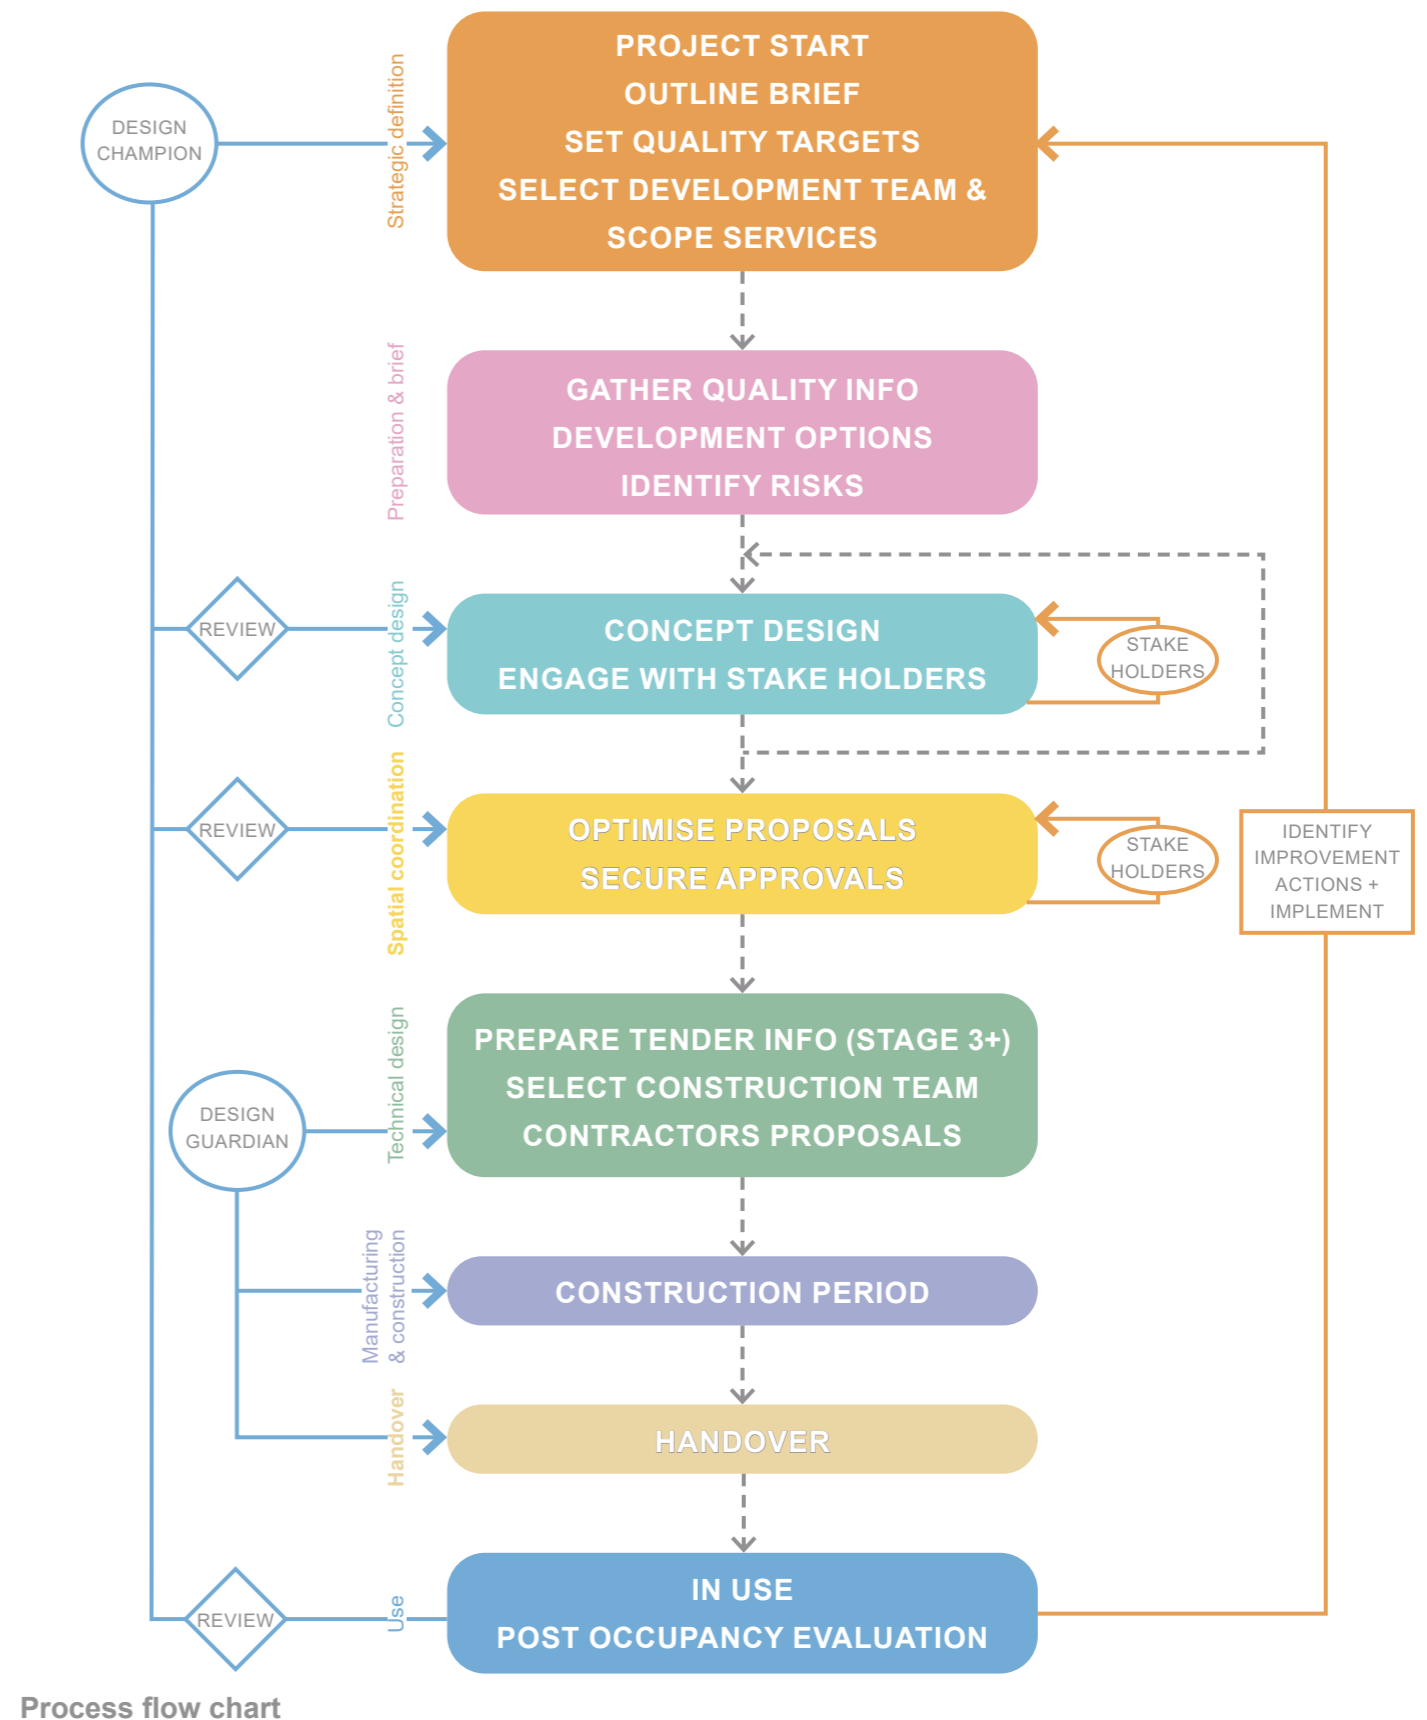 PROJECT START
OUTLINE BRIEF
SET QUALITY TARGETS
SELECT DEVELOPMENT TEAM &
SCOPE SERVICES
DESIGN
CHAMPION
Strategic definition
GATHER QUALITY INFO
DEVELOPMENT OPTIONS
IDENTIFY RISKS
Preparation & brief
CONCEPT DESIGN
ENGAGE WITH STAKE HOLDERS
REVIEW
Concept design
STAKE
HOLDERS
OPTIMISE PROPOSALS
SECURE APPROVALS
REVIEW
Spatial coordination
STAKE
HOLDERS
IDENTIFY
IMPROVEMENT
ACTIONS +
IMPLEMENT
PREPARE TENDER INFO (STAGE 3+)
SELECT CONSTRUCTION TEAM
CONTRACTORS PROPOSALS
DESIGN
GUARDIAN
Technical design
Manufacturing
& construction
CONSTRUCTION PERIOD
Handover
HANDOVER
REVIEW
Use
IN USE
POST OCCUPANCY EVALUATION
Process flow chart